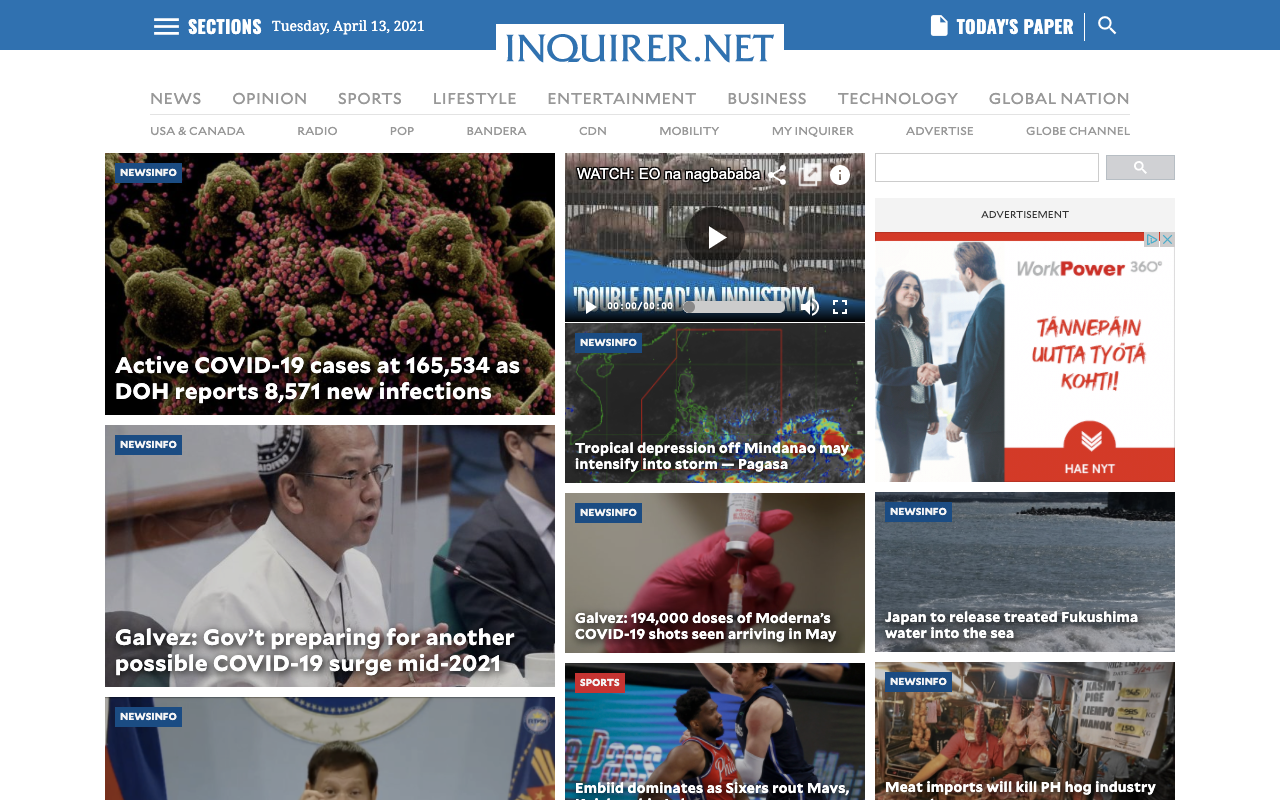 SECTIONS
Tuesday, April 13, 2021
INQUIRER.NET
TODAY'S PAPER
NEWS
OPINION
SPORTS
LIFESTYLE
ENTERTAINMENT
BUSINESS
TECHNOLOGY
GLOBAL NATION
USA & CANADA
RADIO
POP
BANDERA
CDN
MOBILITY
MY INQUIRER
ADVERTISE
GLOBE CHANNEL
NEWSINFO
Active COVID-19 cases at 165,534 as
DOH reports 8,571 new infections
NEWSINFO
Galvez: Gov't preparing for another
possible COVID-19 surge mid-2021
NEWSINFO
WATCH: EO na nagbababa
'DOUBLE DEAD' NA INDUSTRIYA
00:00/00:00
NEWSINFO
Tropical depression off Mindanao may
intensify into storm — Pagasa
NEWSINFO
Galvez: 194,000 doses of Moderna's
COVID-19 shots seen arriving in May
SPORTS
Embiid dominates as Sixers rout Mavs,
ADVERTISEMENT
WorkPower 360°
TÄNNEPÄIN
UUTTA TYÖTÄ
KOHTI!
HAE NYT
NEWSINFO
Japan to release treated Fukushima
water into the sea
NEWSINFO
KASIM
PIGE
LIEMPO
MANOK
Meat imports will kill PH hog industry